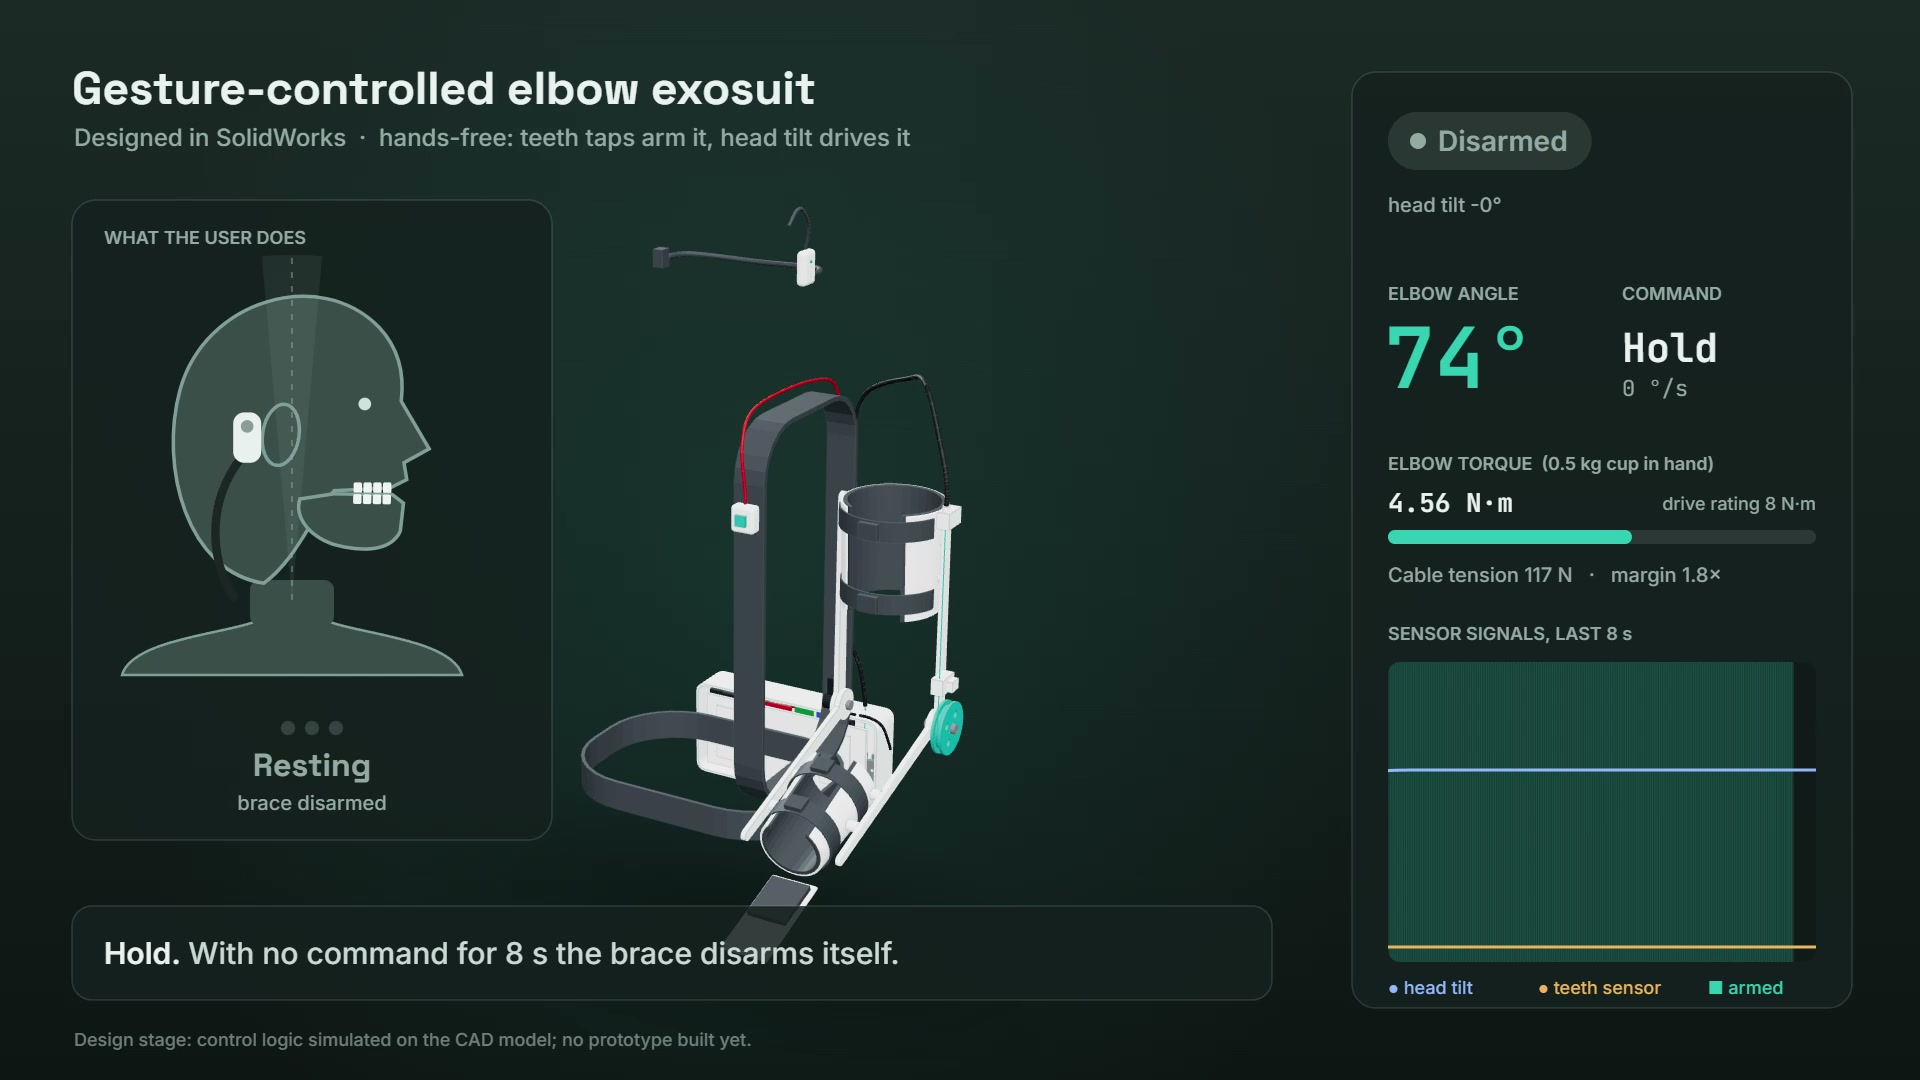 Gesture-controlled elbow exosuit
Designed in SolidWorks · hands-free: teeth taps arm it, head tilt drives it
WHAT THE USER DOES
Resting
brace disarmed
Hold. With no command for 8 s the brace disarms itself.
Design stage: control logic simulated on the CAD model; no prototype built yet.
Disarmed
head tilt -0°
ELBOW ANGLE
74°
COMMAND
Hold
0 °/s
ELBOW TORQUE (0.5 kg cup in hand)
4.56 N·m
drive rating 8 N·m
Cable tension 117 N · margin 1.8×
SENSOR SIGNALS, LAST 8 s
head tilt
teeth sensor
armed